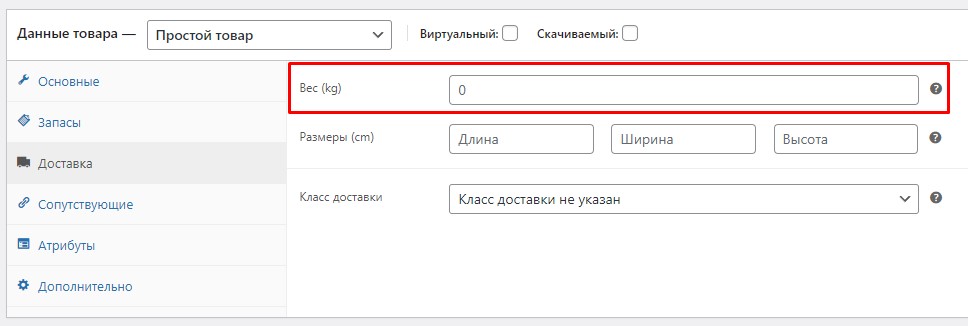 Данные товара — Простой товар Виртуальный: Скачиваемый:
Основные
Запасы
Доставка
Сопутствующие
Атрибуты
Дополнительно
Вес (kg) 0
Размеры (cm) Длина Ширина Высота
Класс доставки Класс доставки не указан